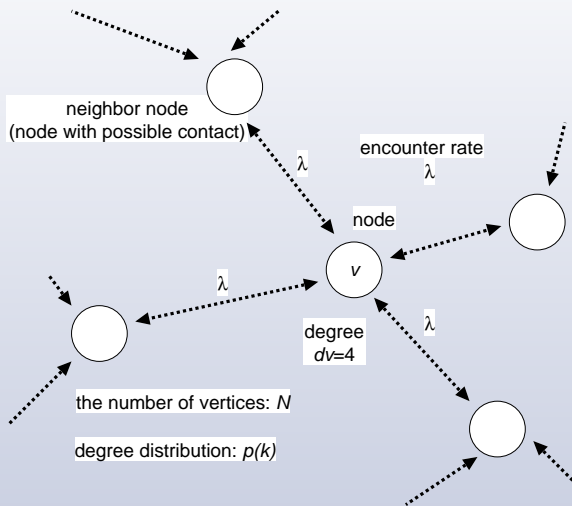 neighbor node
(node with possible contact)
λ
encounter rate
λ
node
v
λ
λ
degree
dv=4
the number of vertices: N
degree distribution: p(k)